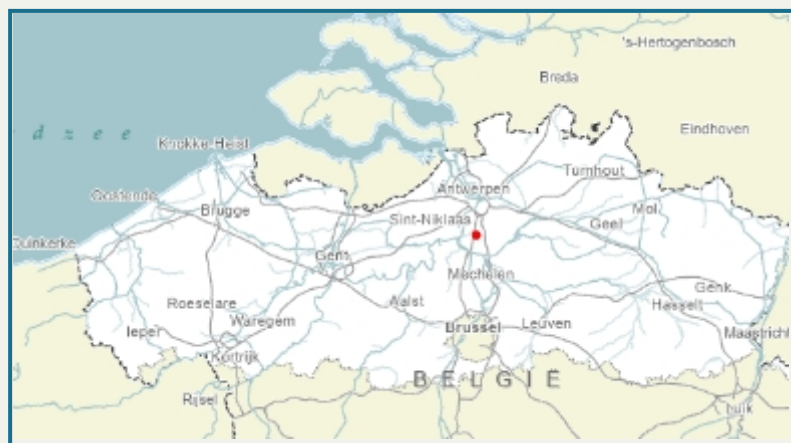 's-Hertogenbosch
Breda
Eindhoven
d z e e
Knokke-Heist
Turnhout
Antwerpen
Oostende
Brugge
Sint-Niklaas
Mol
Geel
Duinkerke
Gent
Mechelen
Genk
Roeselare
Aalst
Hasselt
Waregem
Brussel
Leuven
Ieper
Maastricht
Kortrijk
BELGIË
Rijsel
Luik